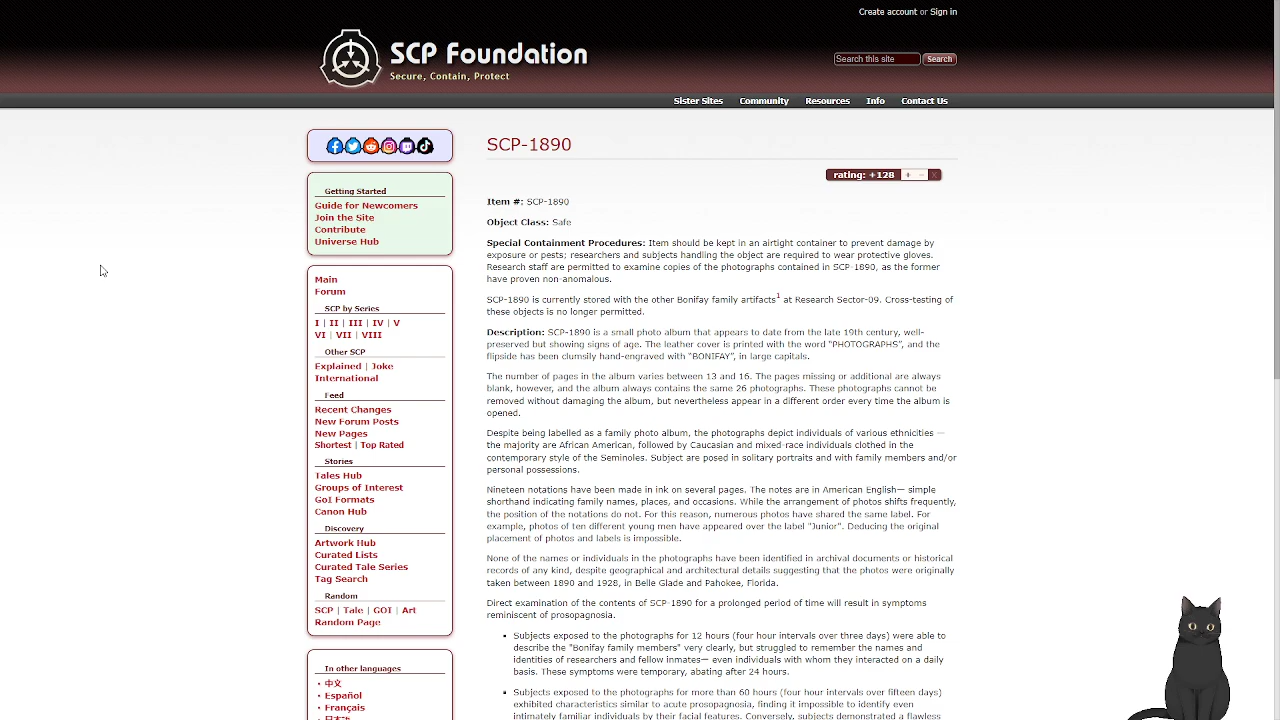 Create account or Sign in
SCP Foundation
Secure, Contain, Protect
Search this site
Search
Sister Sites Community Resources Info Contact Us
Getting Started
Guide for Newcomers
Join the Site
Contribute
Universe Hub
Main
Forum
SCP by Series
I | II | III | IV | V
VI | VII | VIII
Other SCP
Explained | Joke
International
Feed
Recent Changes
New Forum Posts
New Pages
Shortest | Top Rated
Stories
Tales Hub
Groups of Interest
GoI Formats
Canon Hub
Discovery
Artwork Hub
Curated Lists
Curated Tale Series
Tag Search
Random
SCP | Tale | GOI | Art
Random Page
In other languages
中文
Español
Français
日本語
SCP-1890
rating: +128 + – X
Item #: SCP-1890
Object Class: Safe
Special Containment Procedures: Item should be kept in an airtight container to prevent damage by
exposure or pests; researchers and subjects handling the object are required to wear protective gloves.
Research staff are permitted to examine copies of the photographs contained in SCP-1890, as the former
have proven non-anomalous.
SCP-1890 is currently stored with the other Bonifay family artifacts1 at Research Sector-09. Cross-testing of
these objects is no longer permitted.
Description: SCP-1890 is a small photo album that appears to date from the late 19th century, well-
preserved but showing signs of age. The leather cover is printed with the word “PHOTOGRAPHS”, and the
flipside has been clumsily hand-engraved with “BONIFAY”, in large capitals.
The number of pages in the album varies between 13 and 16. The pages missing or additional are always
blank, however, and the album always contains the same 26 photographs. These photographs cannot be
removed without damaging the album, but nevertheless appear in a different order every time the album is
opened.
Despite being labelled as a family photo album, the photographs depict individuals of various ethnicities —
the majority are African American, followed by Caucasian and mixed-race individuals clothed in the
contemporary style of the Seminoles. Subject are posed in solitary portraits and with family members and/or
personal possessions.
Nineteen notations have been made in ink on several pages. The notes are in American English— simple
shorthand indicating family names, places, and occasions. While the arrangement of photos shifts frequently,
the position of the notations do not. For this reason, numerous photos have shared the same label. For
example, photos of ten different young men have appeared over the label "Junior". Deducing the original
placement of photos and labels is impossible.
None of the names or individuals in the photographs have been identified in archival documents or historical
records of any kind, despite geographical and architectural details suggesting that the photos were originally
taken between 1890 and 1928, in Belle Glade and Pahokee, Florida.
Direct examination of the contents of SCP-1890 for a prolonged period of time will result in symptoms
reminiscent of prosopagnosia.
Subjects exposed to the photographs for 12 hours (four hour intervals over three days) were able to
describe the "Bonifay family members" very clearly, but struggled to remember the names and
identities of researchers and fellow inmates— even individuals with whom they interacted on a daily
basis. These symptoms were temporary, abating after 24 hours.
Subjects exposed to the photographs for more than 60 hours (four hour intervals over fifteen days)
exhibited characteristics similar to acute prosopagnosia, finding it impossible to identify even
intimately familiar individuals by their facial features. Conversely, subjects demonstrated a flawless